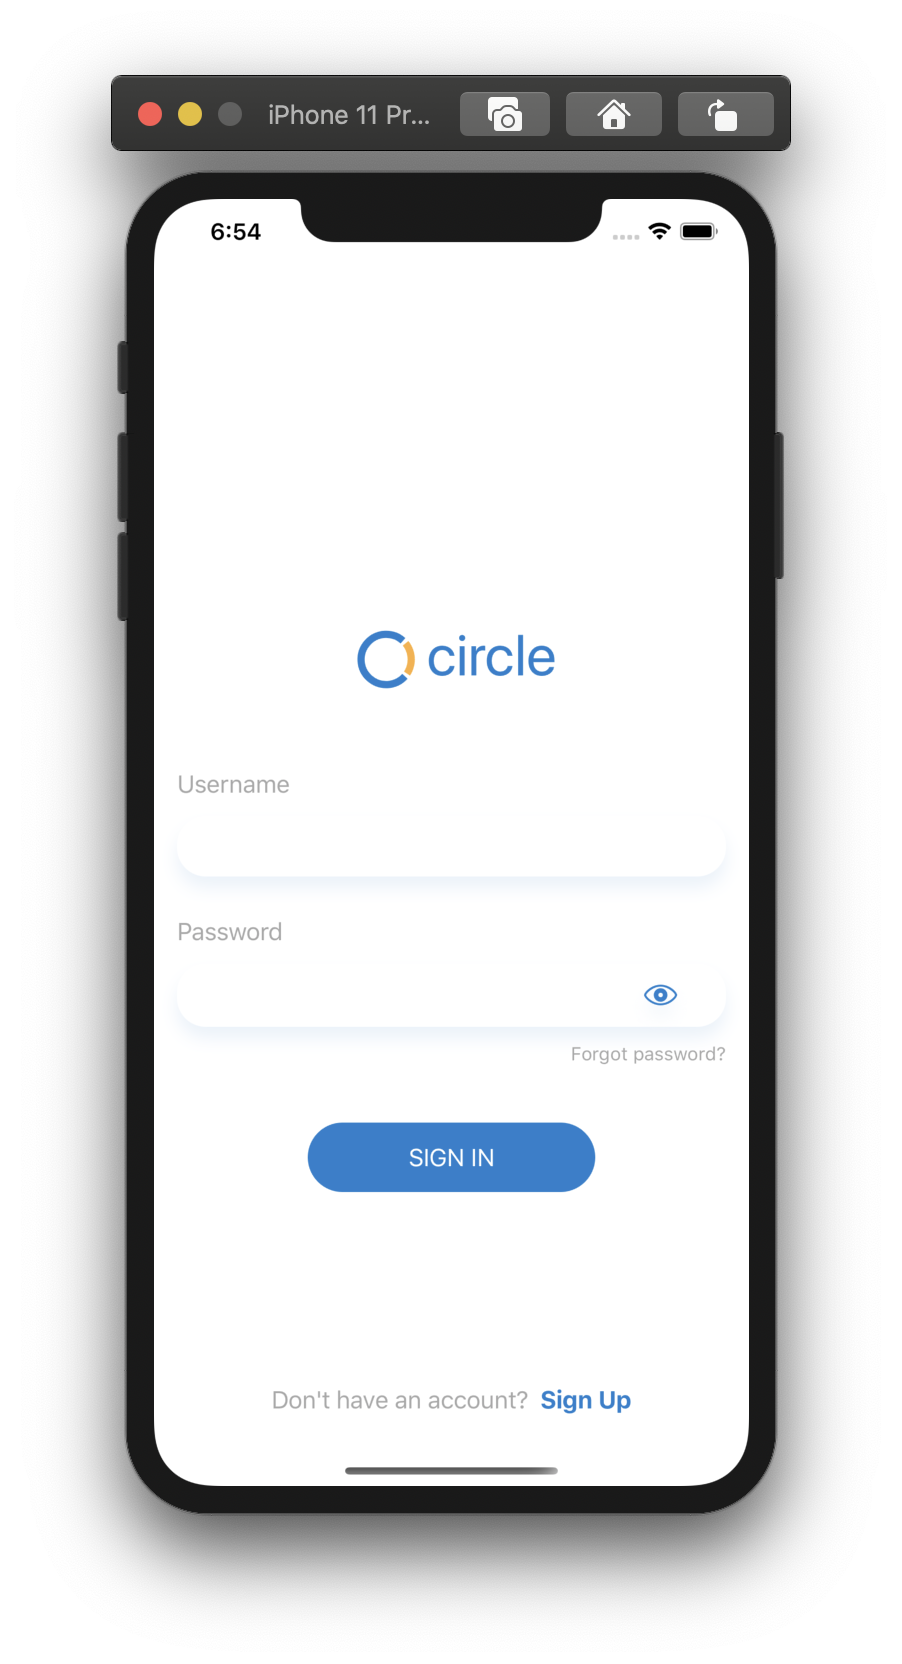 iPhone 11 Pr...
6:54
circle
Username
Password
Forgot password?
SIGN IN
Don't have an account? Sign Up